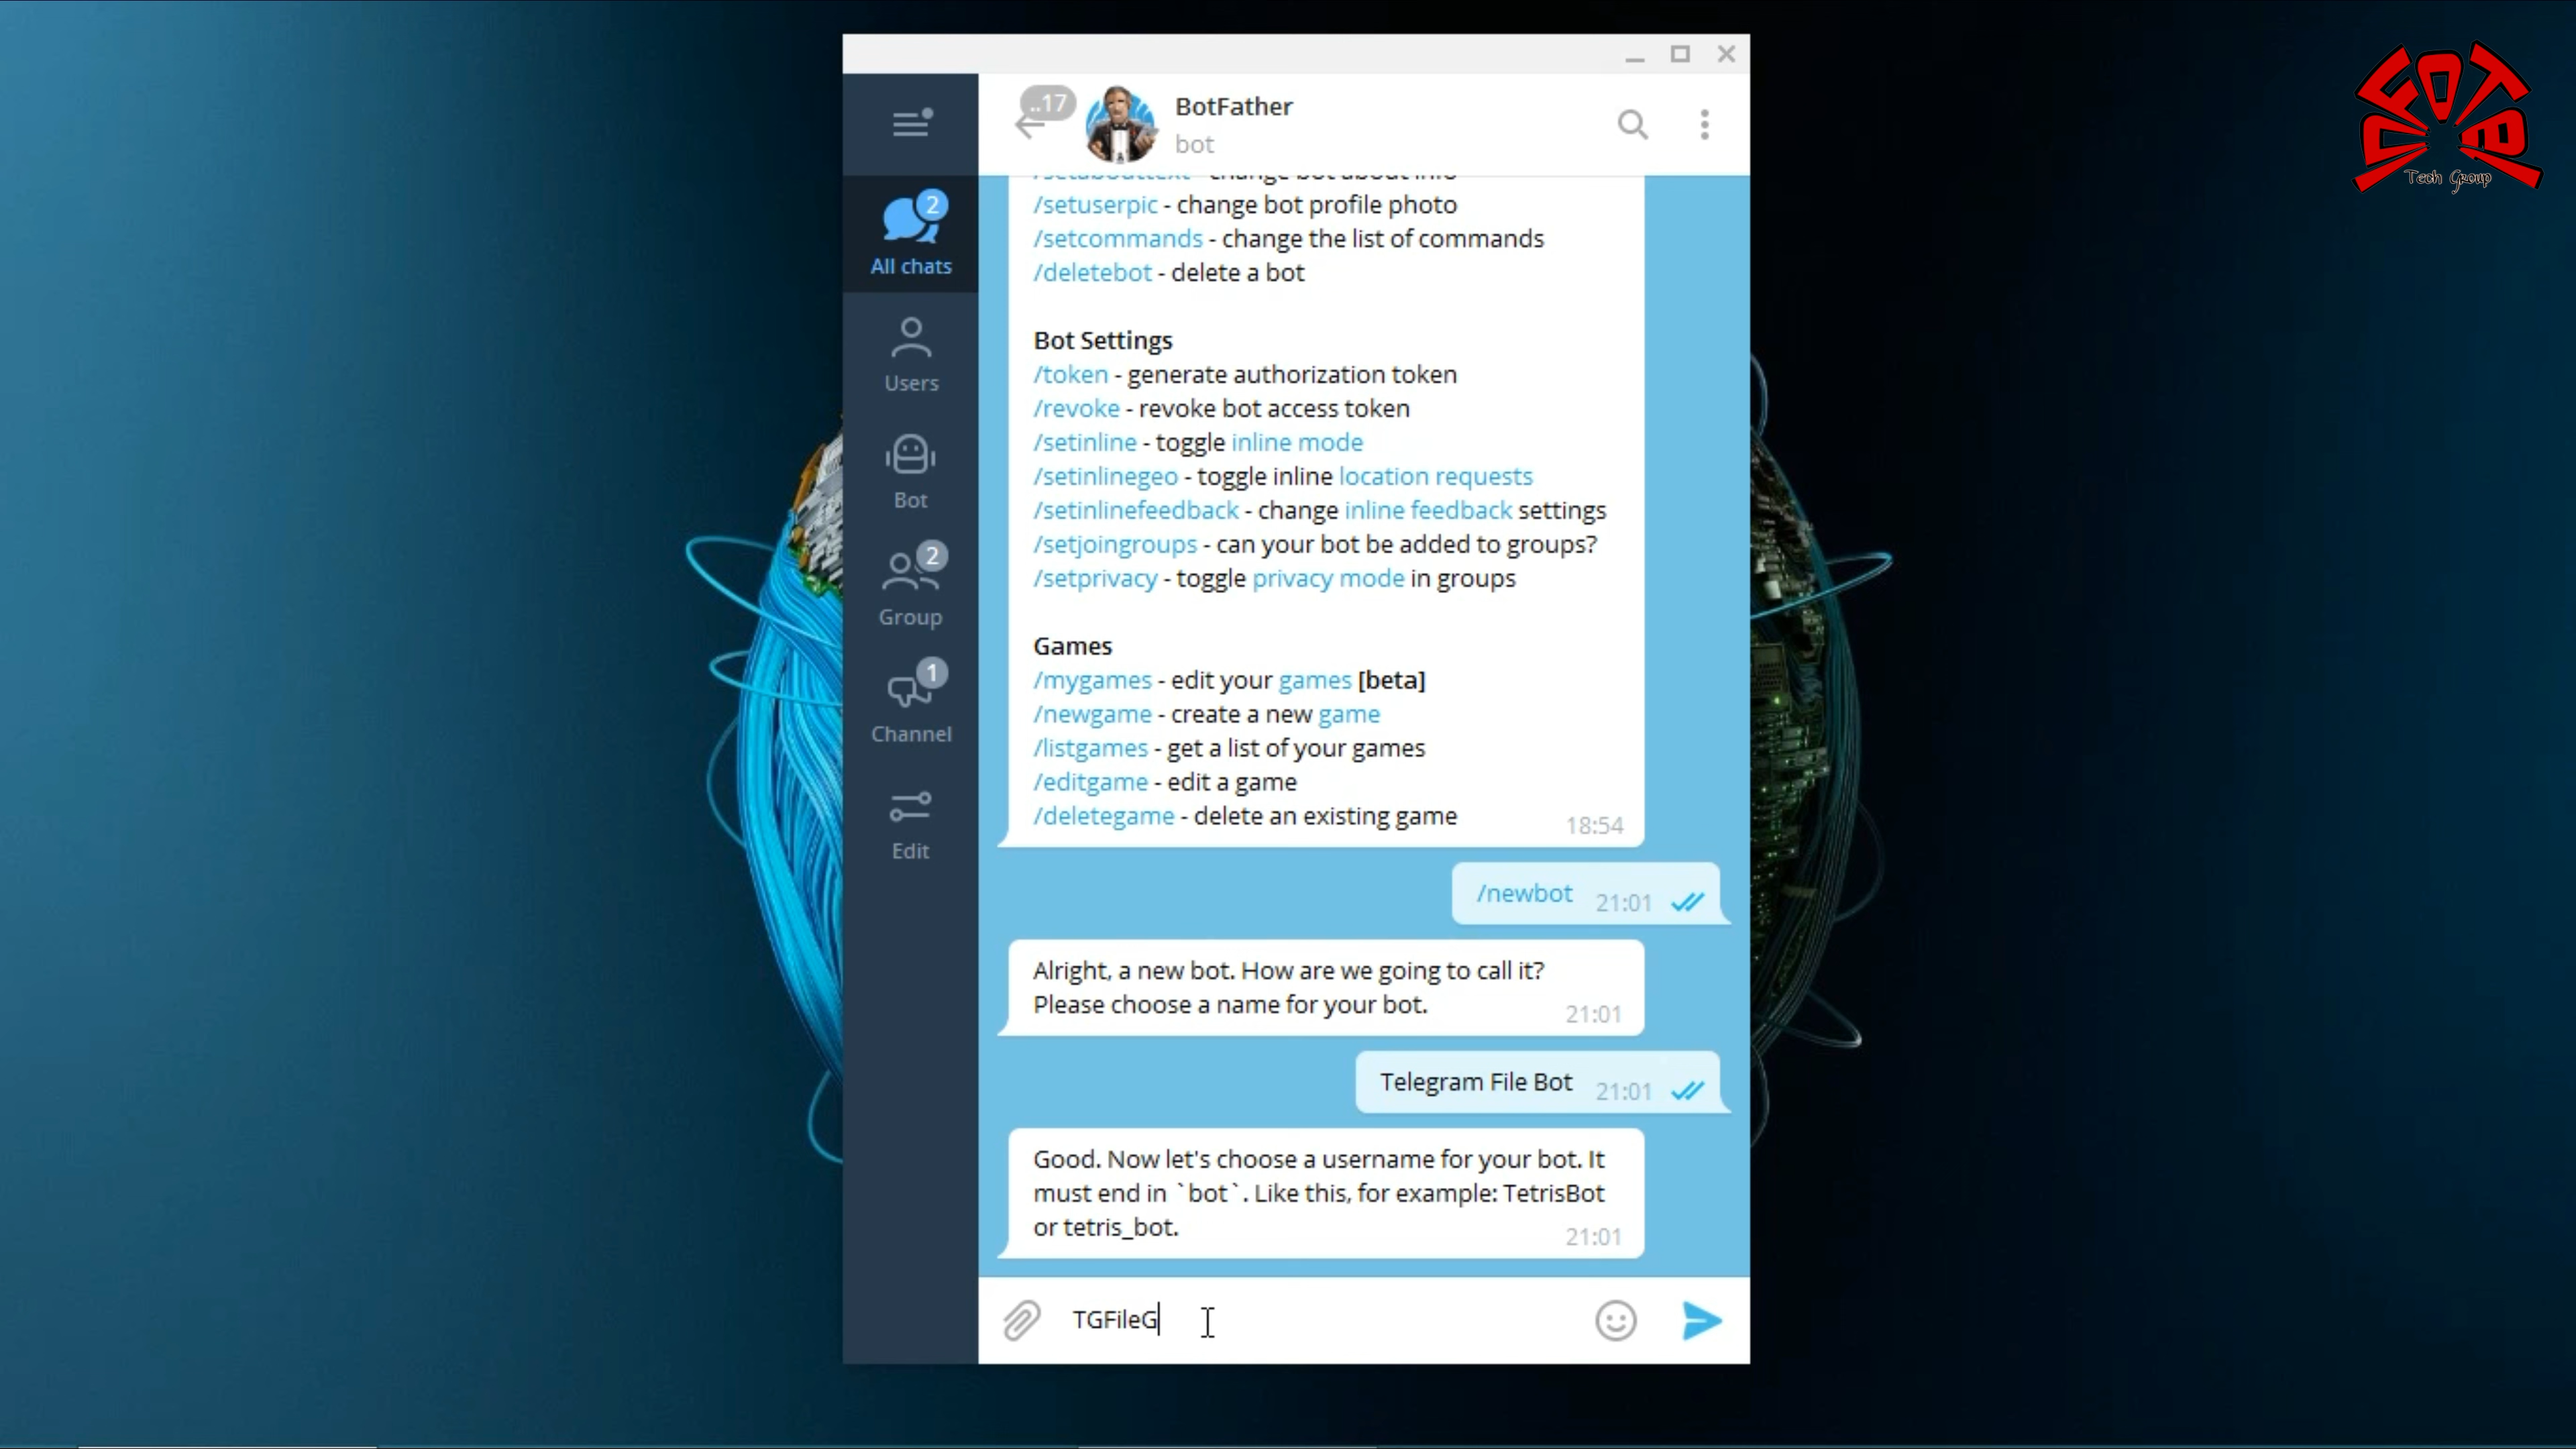 ..17
BotFather
bot
/setabouttext - change bot about info
/setuserpic - change bot profile photo
/setcommands - change the list of commands
/deletebot - delete a bot
Bot Settings
/token - generate authorization token
/revoke - revoke bot access token
/setinline - toggle inline mode
/setinlinegeo - toggle inline location requests
/setinlinefeedback - change inline feedback settings
/setjoingroups - can your bot be added to groups?
/setprivacy - toggle privacy mode in groups
Games
/mygames - edit your games [beta]
/newgame - create a new game
/listgames - get a list of your games
/editgame - edit a game
/deletegame - delete an existing game
18:54
/newbot 21:01
Alright, a new bot. How are we going to call it?
Please choose a name for your bot.
21:01
Telegram File Bot 21:01
Good. Now let's choose a username for your bot. It
must end in `bot`. Like this, for example: TetrisBot
or tetris_bot.
21:01
TGFileG
2
All chats
Users
Bot
2
Group
1
Channel
Edit
Tech Group